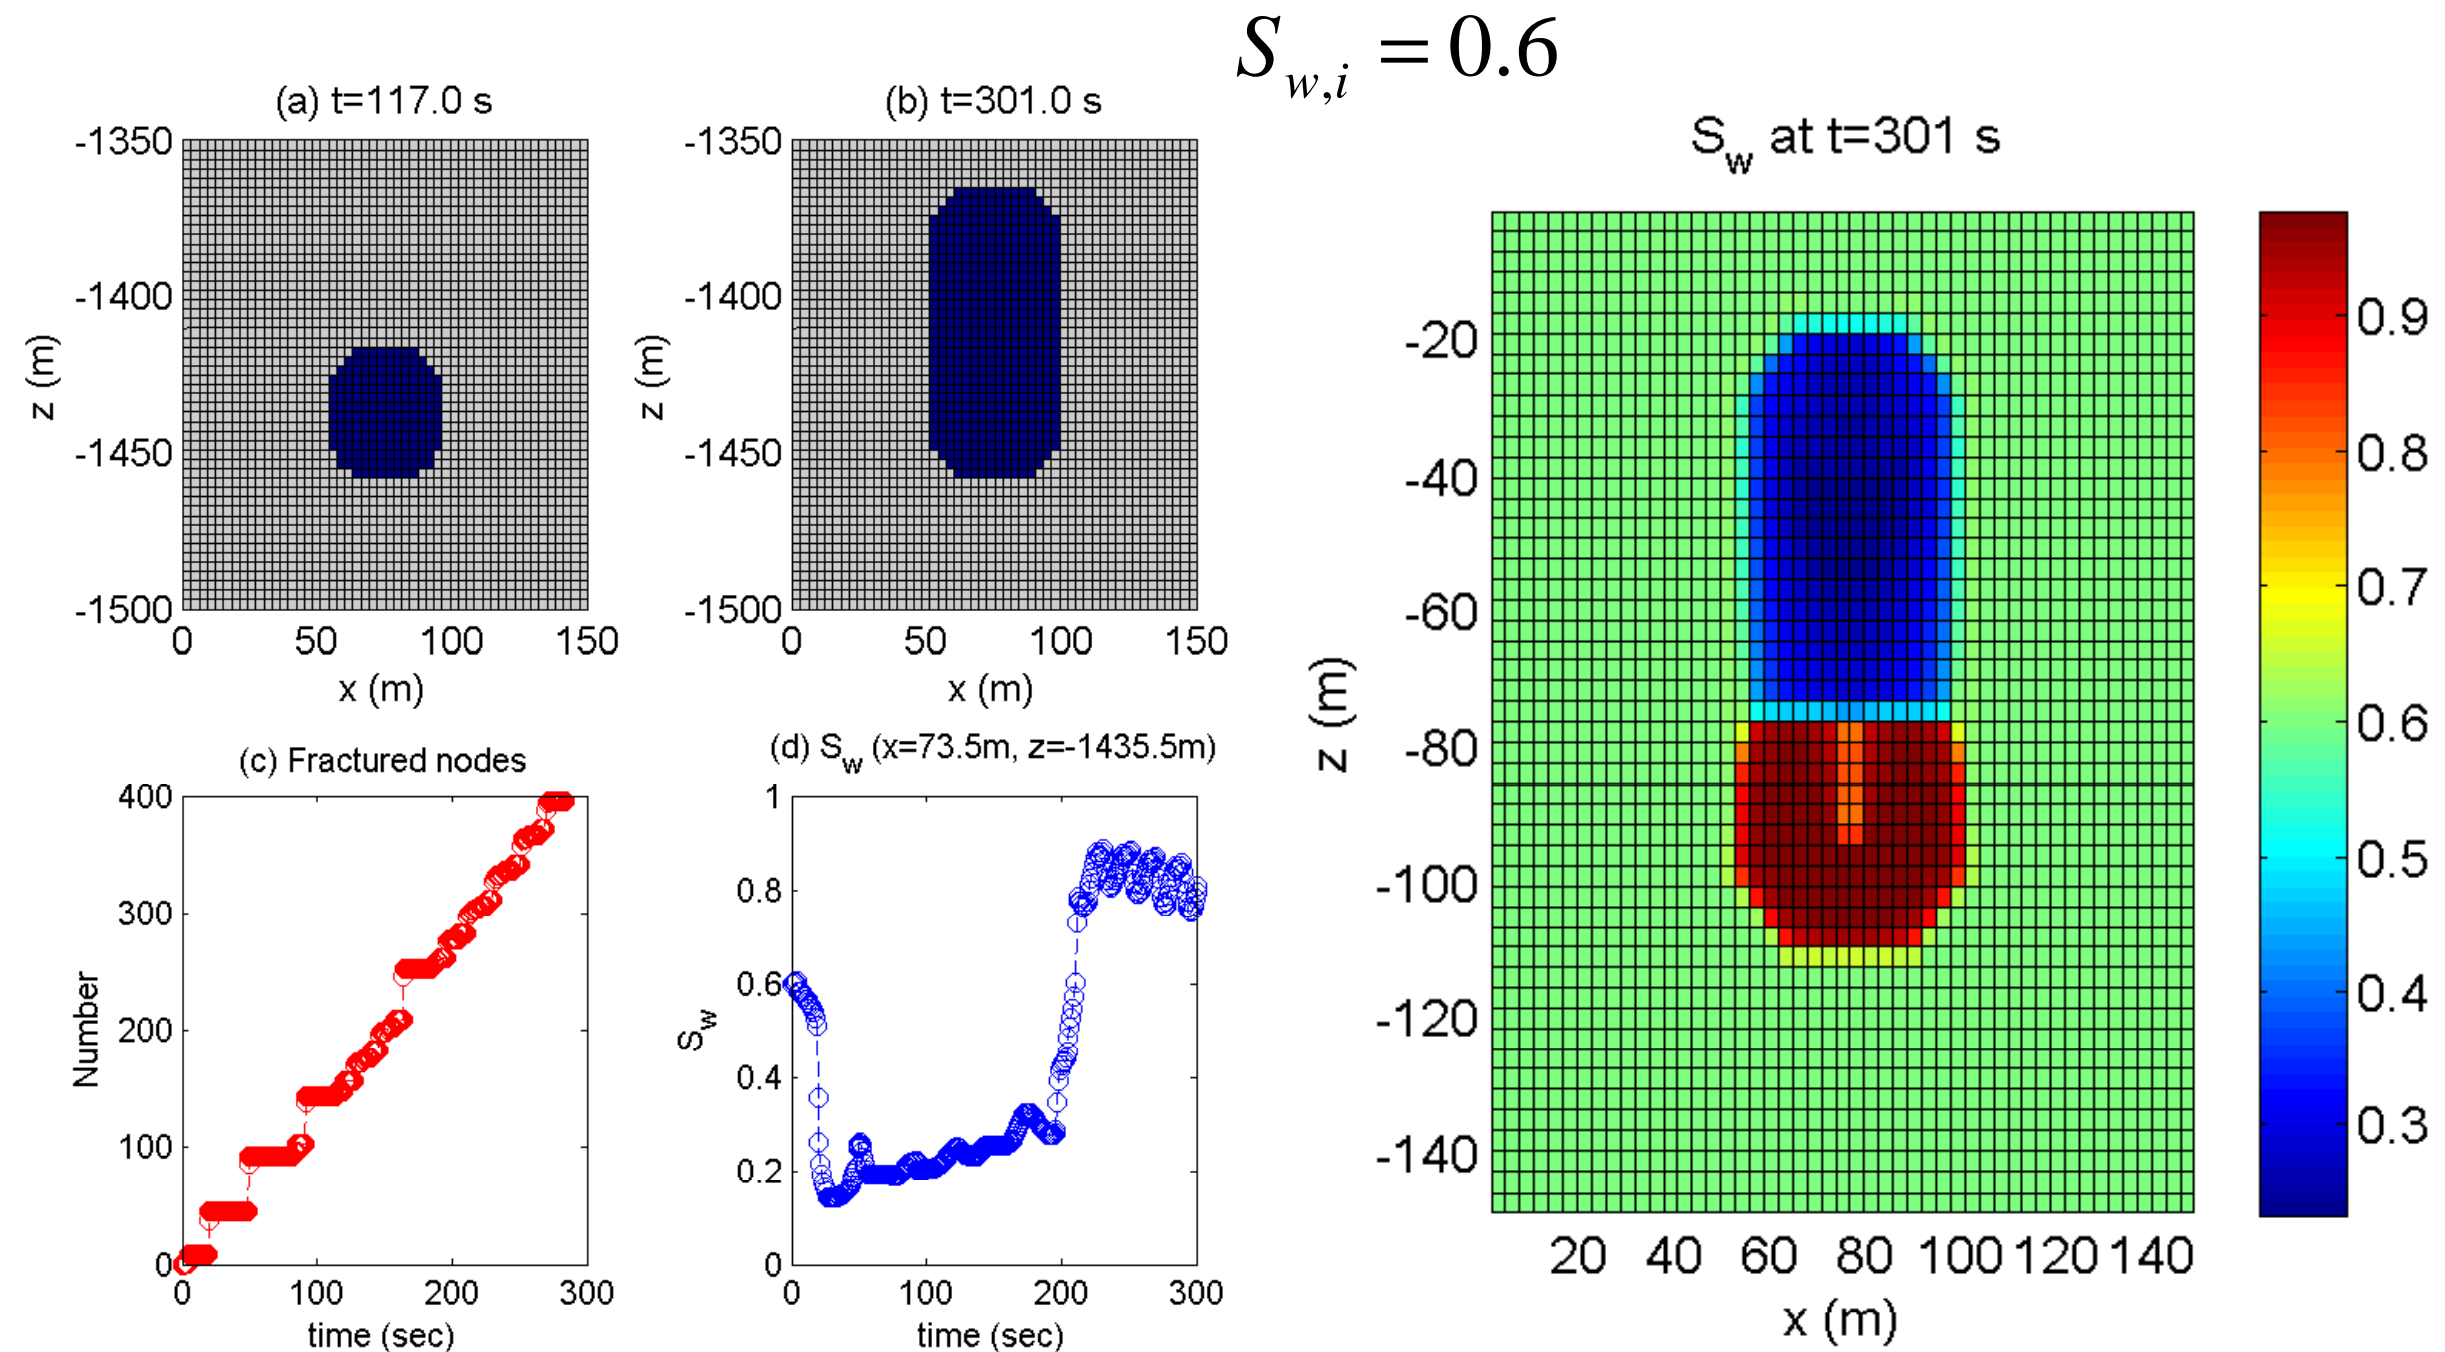 S_{w,i} = 0.6
(a) t=117.0 s
-1350
-1400
-1450
-1500
z (m)
0 50 100 150
x (m)
(b) t=301.0 s
-1350
-1400
-1450
-1500
z (m)
0 50 100 150
x (m)
(c) Fractured nodes
400
300
200
100
0
Number
0 100 200 300
time (sec)
(d) S_w (x=73.5m, z=-1435.5m)
1
0.8
0.6
0.4
0.2
0
S_w
0 100 200 300
time (sec)
S_w at t=301 s
-20
-40
-60
-80
-100
-120
-140
z (m)
20 40 60 80 100 120 140
x (m)
0.9
0.8
0.7
0.6
0.5
0.4
0.3